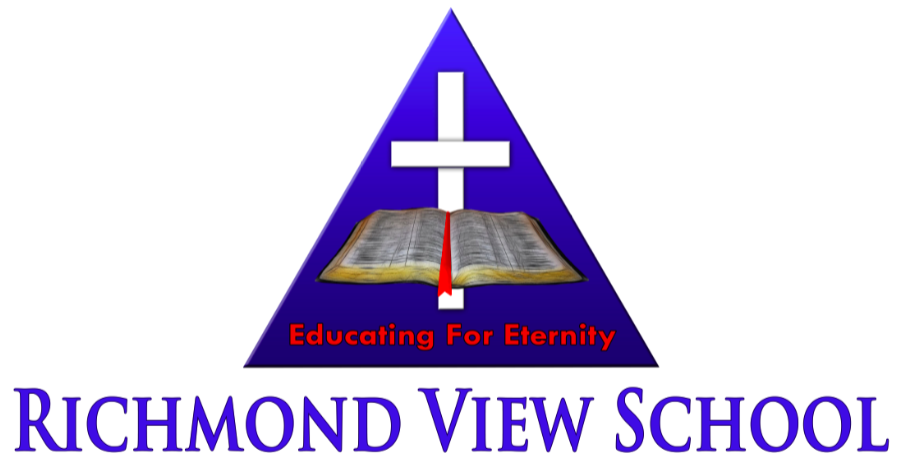 Educating For Eternity
RICHMOND VIEW SCHOOL